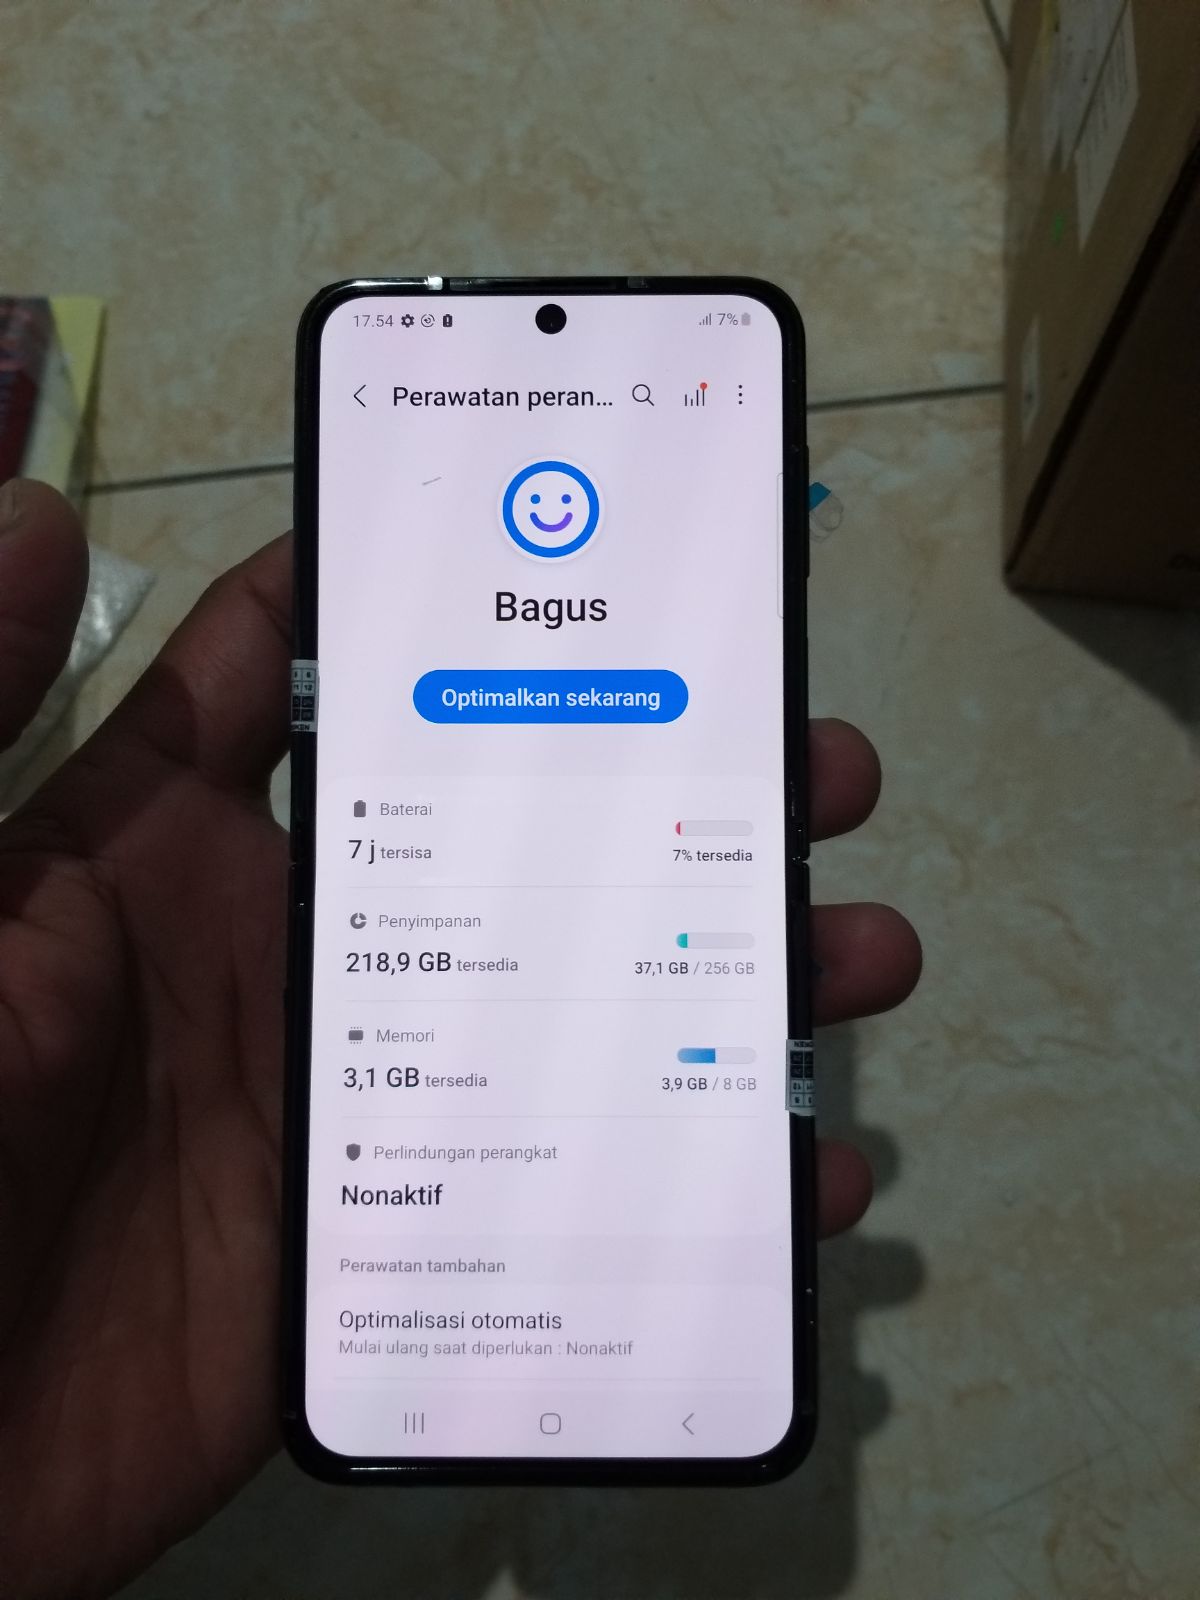 17.54
7%
Perawatan peran...
Bagus
Optimalkan sekarang
Baterai
7 j tersisa
7% tersedia
Penyimpanan
218,9 GB tersedia
37,1 GB / 256 GB
Memori
3,1 GB tersedia
3,9 GB / 8 GB
Perlindungan perangkat
Nonaktif
Perawatan tambahan
Optimalisasi otomatis
Mulai ulang saat diperlukan : Nonaktif